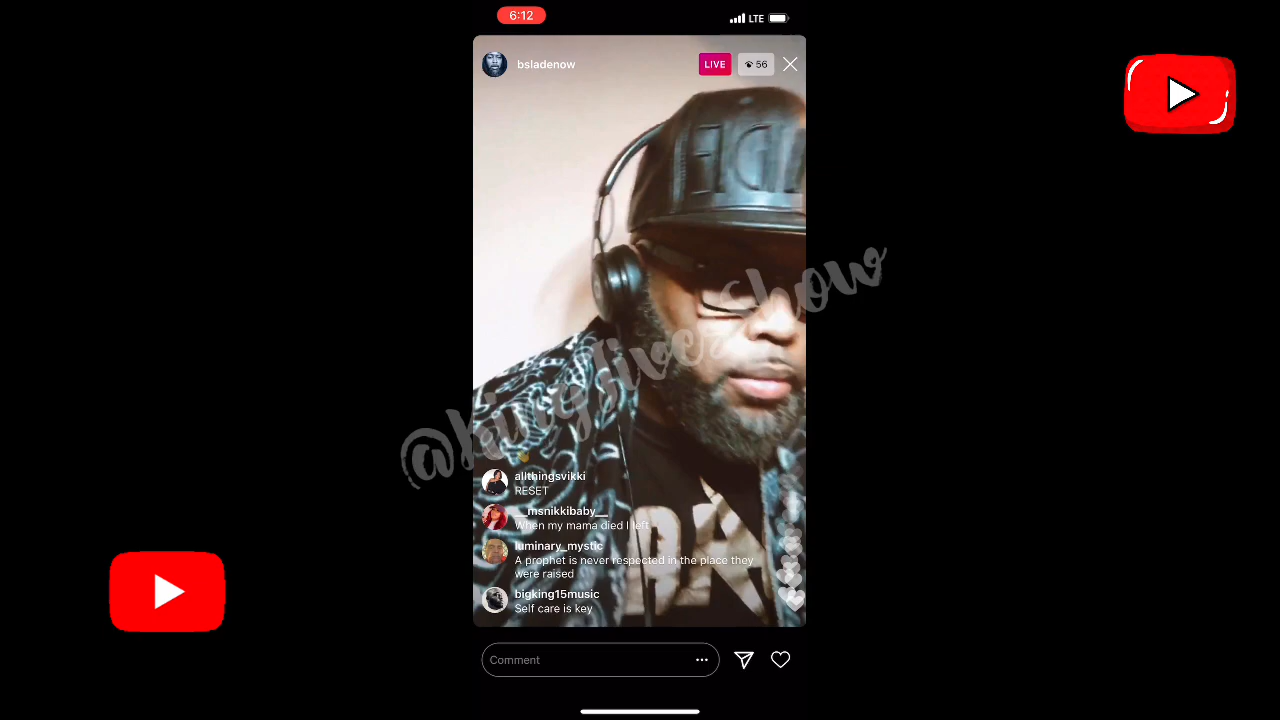 6:12
LTE
bsladenow
LIVE
56
@kingslivezshow
allthingsvikki
RESET
__msnikkibaby__
When my mama died I left
luminary_mystic
A prophet is never respected in the place they
were raised
bigking15music
Self care is key
Comment